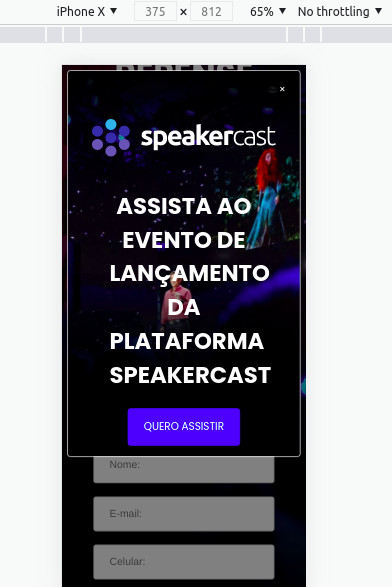 iPhone X ▼ 375 × 812 65% ▼ No throttling ▼
DEFENSE
×
speakercast
ASSISTA AO
EVENTO DE
LANÇAMENTO
DA
PLATAFORMA
SPEAKERCAST
QUERO ASSISTIR
Nome:
E-mail:
Celular: